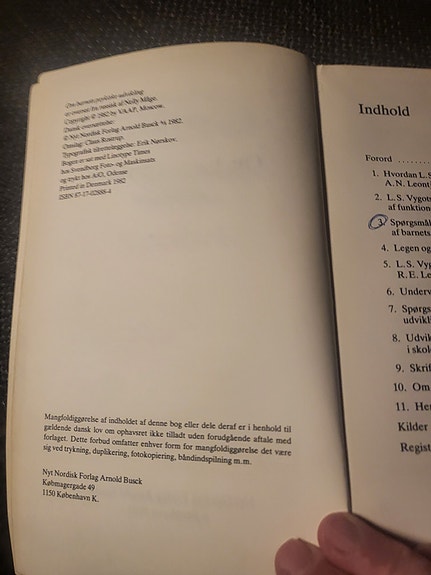 Om barnets psykiske udvikling
er oversat fra russisk af Nelly Mågo.
Copyright © 1982 by VAAP, Moscow.
Dansk oversættelse:
© Nyt Nordisk Forlag Arnold Busck 1982.
Omslag: Claus Rostrup.
Typografisk tilrettelæggelse: Erik Nørskov.
Bogen er sat med Linotype Times
hos Svendborg Foto- og Maskinsats
og trykt hos A/O, Odense
Printed in Denmark 1982
ISBN 87-17-02888-4
Mangfoldiggørelse af indholdet af denne bog eller dele deraf er i henhold til
gældende dansk lov om ophavsret ikke tilladt uden forudgående aftale med
forlaget. Dette forbud omfatter enhver form for mangfoldiggørelse det være
sig ved trykning, duplikering, fotokopiering, båndindspilning m.m.
Nyt Nordisk Forlag Arnold Busck
Købmagergade 49
1150 København K.
Indhold
Forord ........
1. Hvordan L.S.
A.N. Leont
2. L.S. Vygots
af funktion
3. Spørgsmål
af barnets
4. Legen og
5. L.S. Vyg
R.E. Le
6. Underv
7. Spørgs
udvikl
8. Udvik
i skol
9. Skrif
10. Om
11. Her
Kilder
Regist